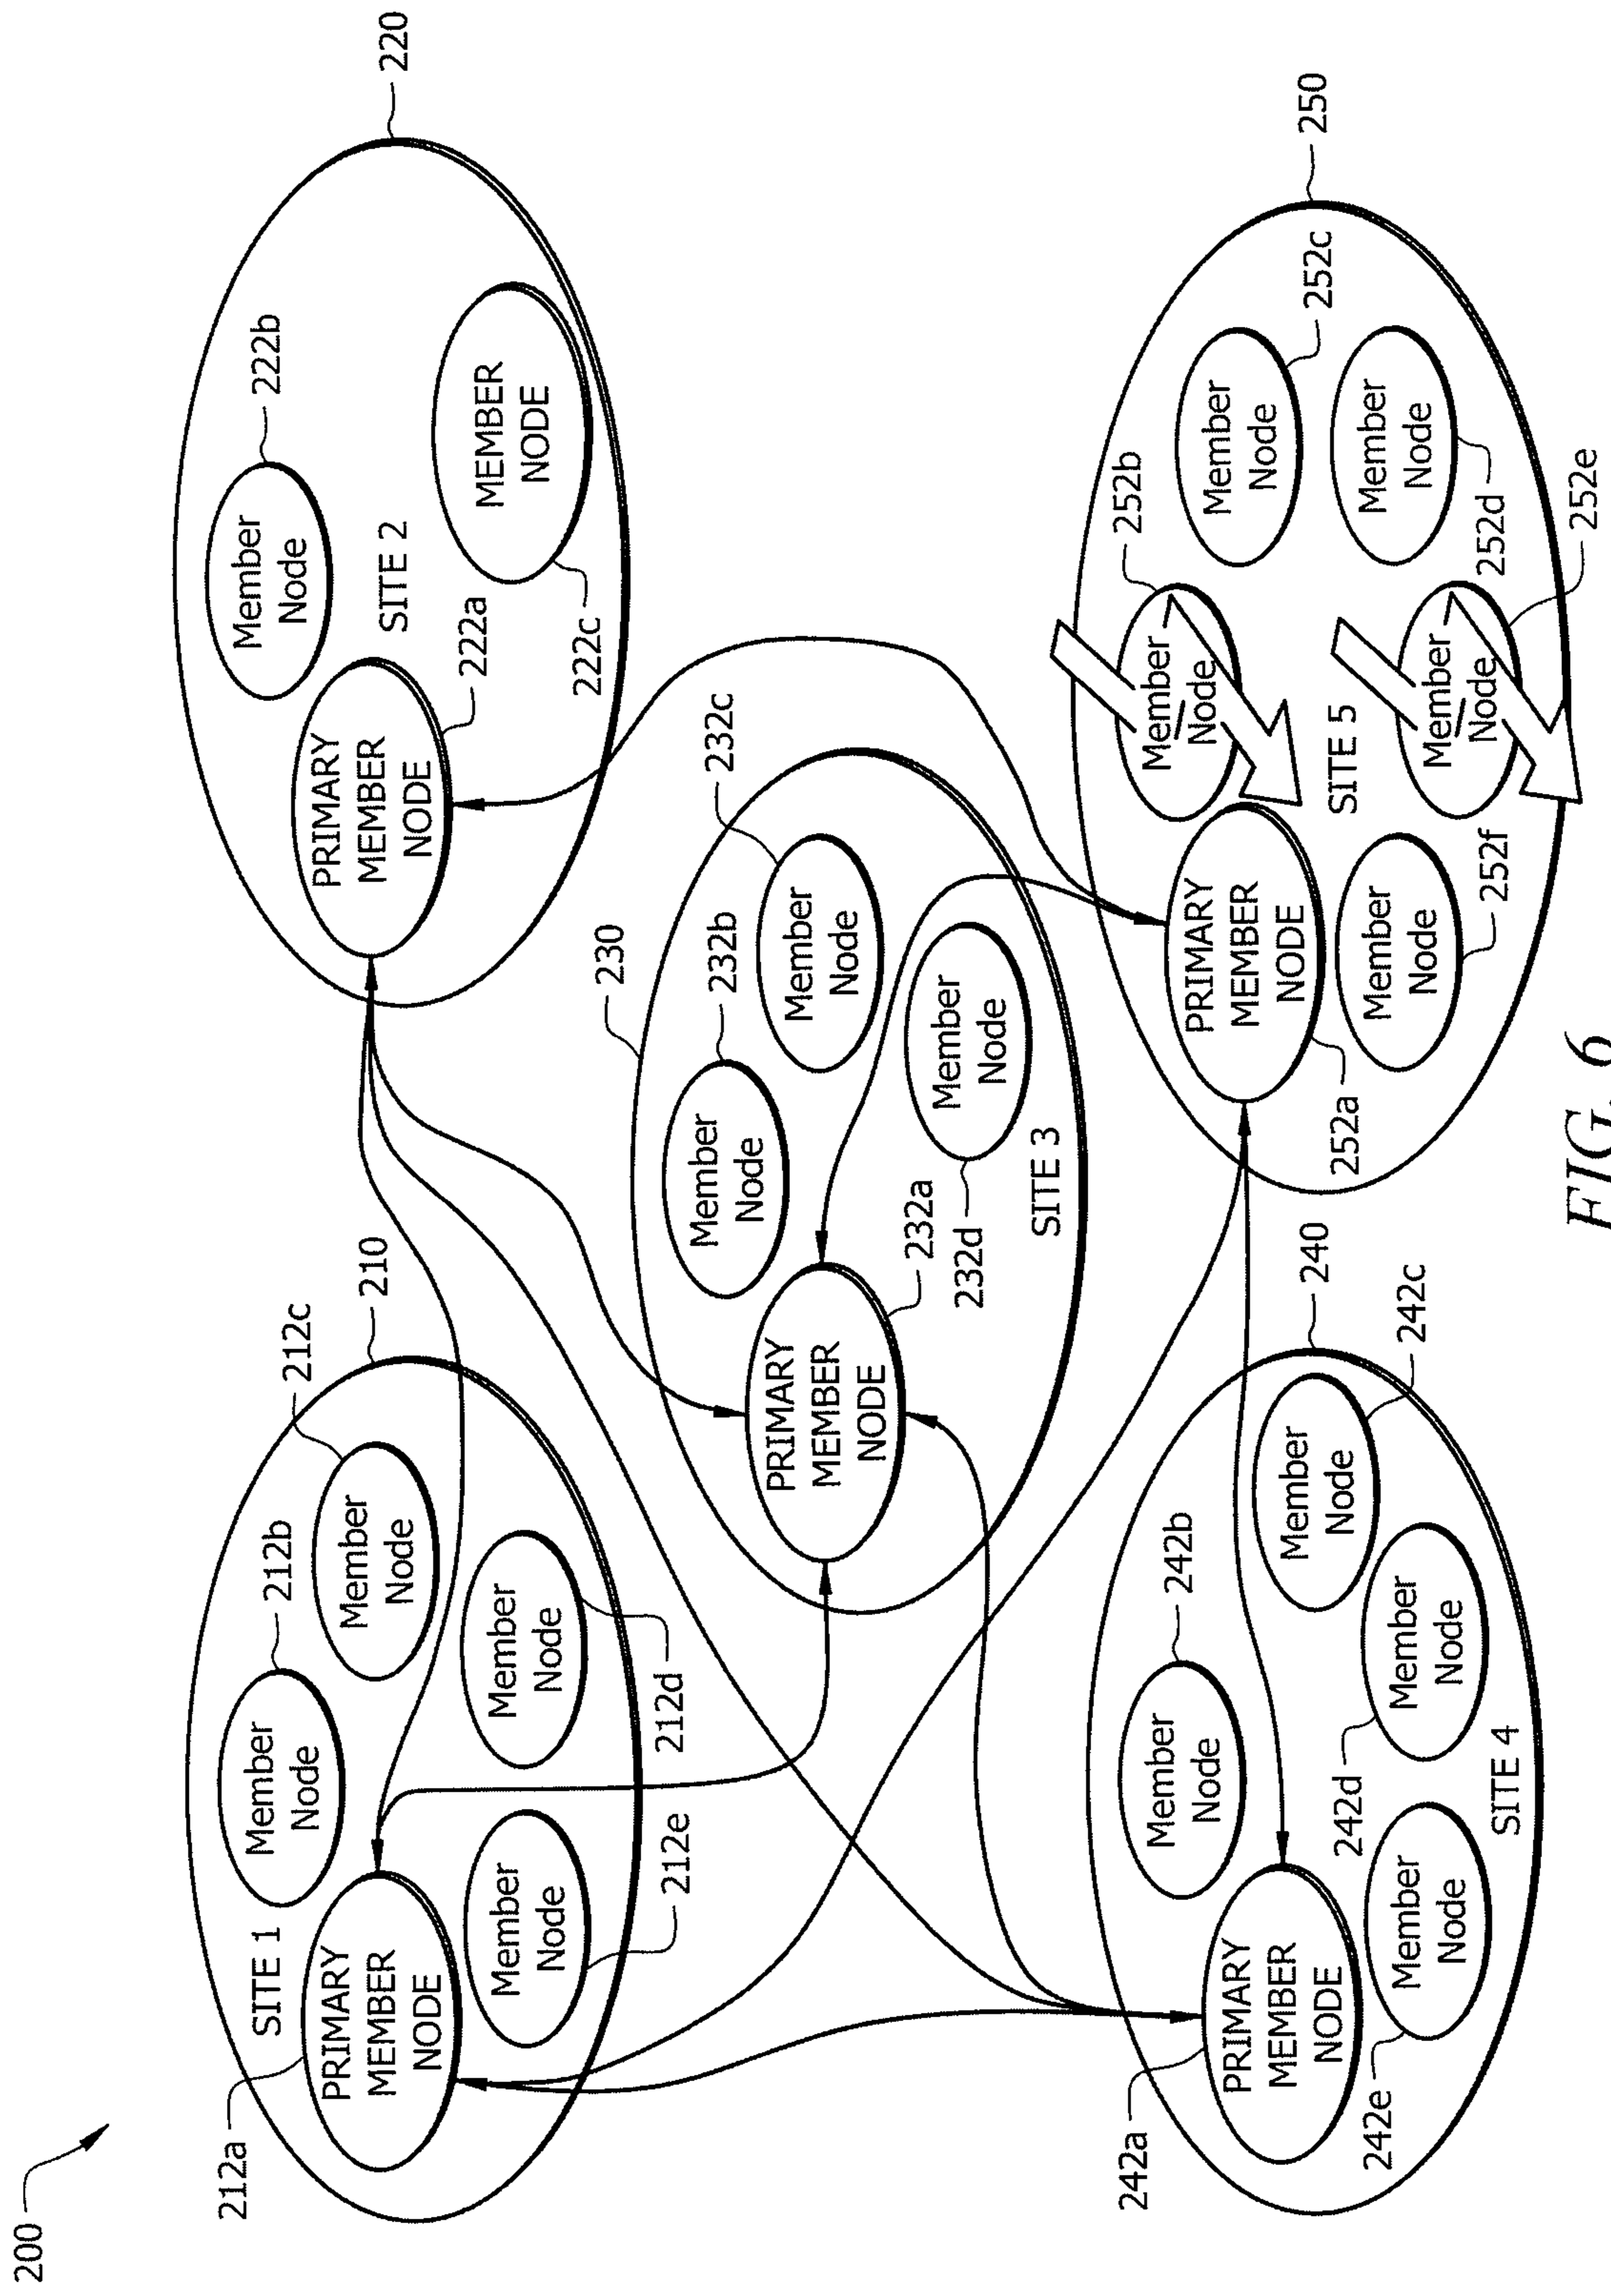 200
210
SITE 1
212a
PRIMARY
MEMBER
NODE
212b
Member
Node
212c
Member
Node
212d
Member
Node
212e
Member
Node
220
SITE 2
222a
PRIMARY
MEMBER
NODE
222b
Member
Node
222c
MEMBER
NODE
230
SITE 3
232a
PRIMARY
MEMBER
NODE
232b
Member
Node
232c
Member
Node
232d
Member
Node
240
SITE 4
242a
PRIMARY
MEMBER
NODE
242b
Member
Node
242c
Member
Node
242d
Member
Node
242e
Member
Node
250
SITE 5
252a
PRIMARY
MEMBER
NODE
252b
Member
Node
252c
Member
Node
252d
Member
Node
252e
Member
Node
252f
Member
Node
FIG. 6